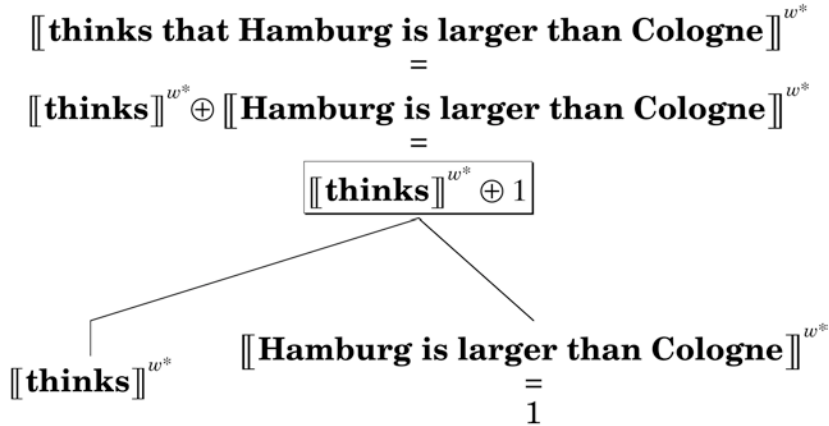 ⟦thinks that Hamburg is larger than Cologne⟧^w*
=
⟦thinks⟧^w* ⊕ ⟦Hamburg is larger than Cologne⟧^w*
=
⟦thinks⟧^w* ⊕ 1
⟦thinks⟧^w*
⟦Hamburg is larger than Cologne⟧^w*
=
1